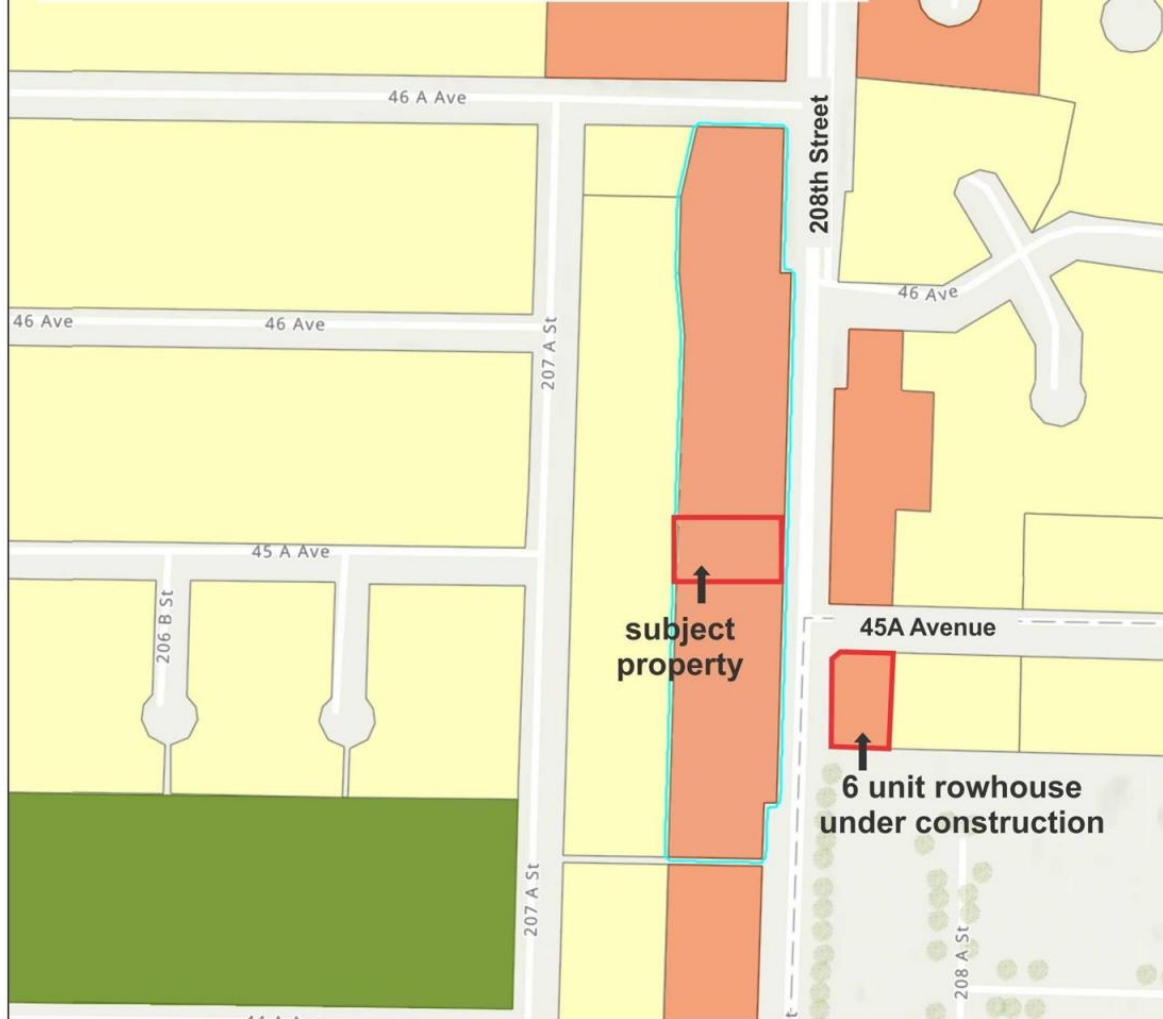 46 A Ave
208th Street
46 Ave
46 Ave
46 Ave
207 A St
45 A Ave
206 B St
subject
property
45A Avenue
6 unit rowhouse
under construction
207 A St
208 A St